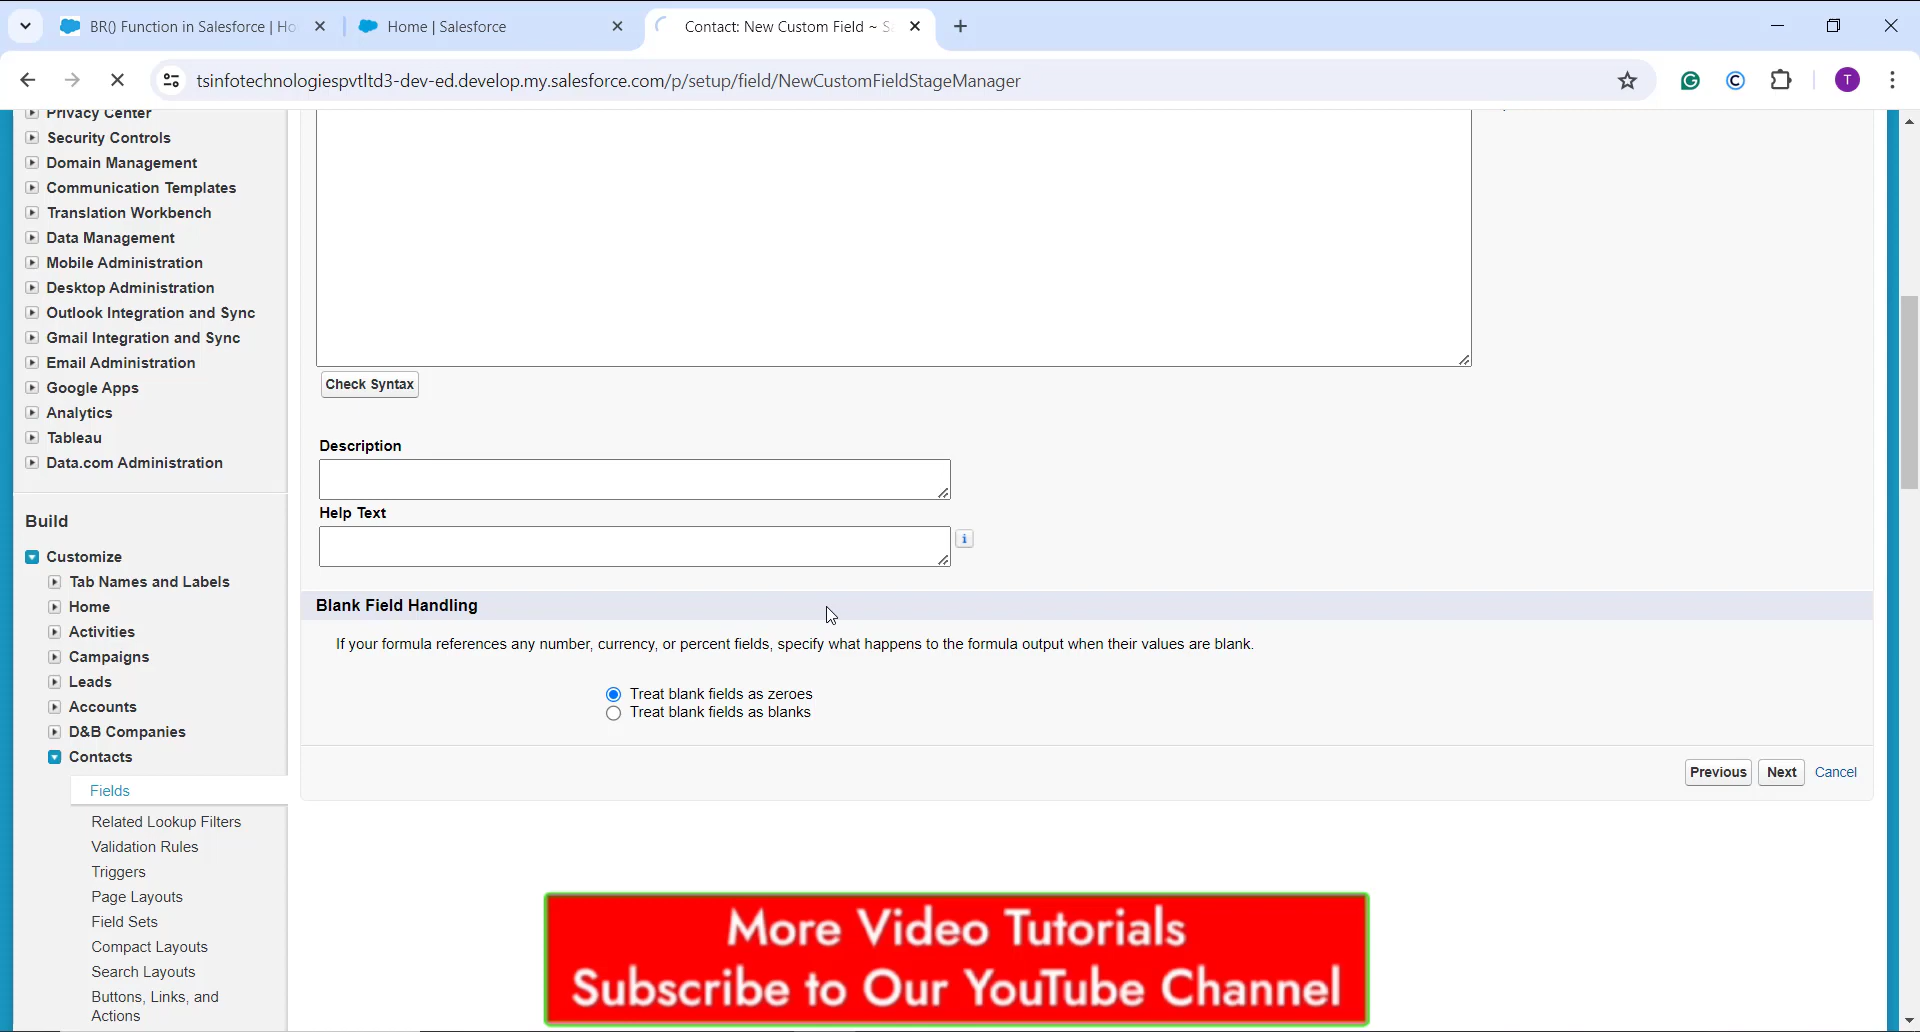 BR() Function in Salesforce | Ho
Home | Salesforce
Contact: New Custom Field ~ S
tsinfotechnologiespvtltd3-dev-ed.develop.my.salesforce.com/p/setup/field/NewCustomFieldStageManager
T
Privacy Center
Security Controls
Domain Management
Communication Templates
Translation Workbench
Data Management
Mobile Administration
Desktop Administration
Outlook Integration and Sync
Gmail Integration and Sync
Email Administration
Google Apps
Analytics
Tableau
Data.com Administration
Build
Customize
Tab Names and Labels
Home
Activities
Campaigns
Leads
Accounts
D&B Companies
Contacts
Fields
Related Lookup Filters
Validation Rules
Triggers
Page Layouts
Field Sets
Compact Layouts
Search Layouts
Buttons, Links, and
Actions
Check Syntax
Description
Help Text
Blank Field Handling
If your formula references any number, currency, or percent fields, specify what happens to the formula output when their values are blank.
Treat blank fields as zeroes
Treat blank fields as blanks
Previous Next Cancel
More Video Tutorials
Subscribe to Our YouTube Channel